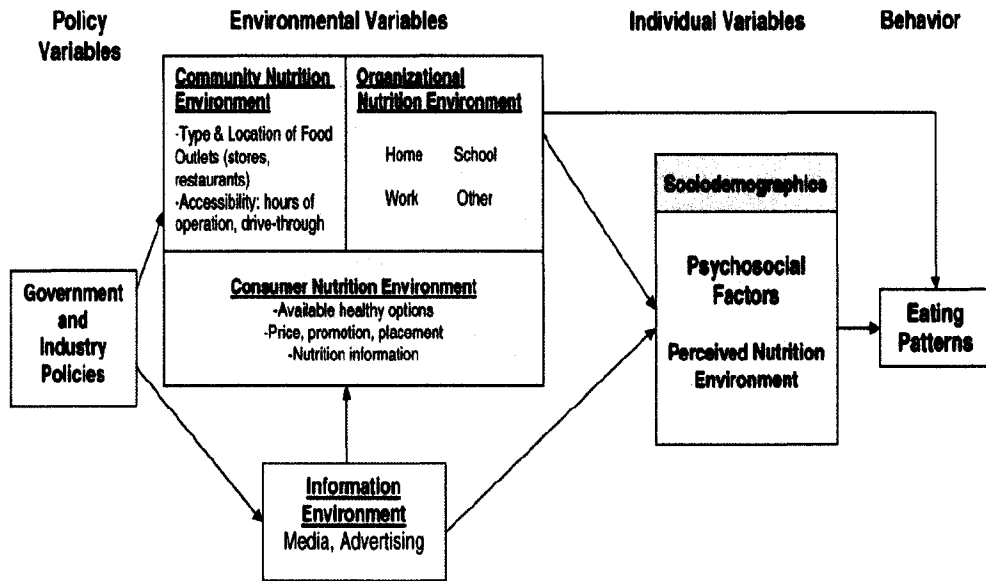 Policy
Variables
Environmental Variables
Individual Variables
Behavior
Community Nutrition
Environment
-Type & Location of Food
Outlets (stores,
restaurants)
-Accessibility: hours of
operation, drive-through
Organizational
Nutrition Environment
Home School
Work Other
Consumer Nutrition Environment
-Available healthy options
-Price, promotion, placement
-Nutrition information
Government
and
Industry
Policies
Information
Environment
Media, Advertising
Sociodemographics
Psychosocial
Factors
Perceived Nutrition
Environment
Eating
Patterns